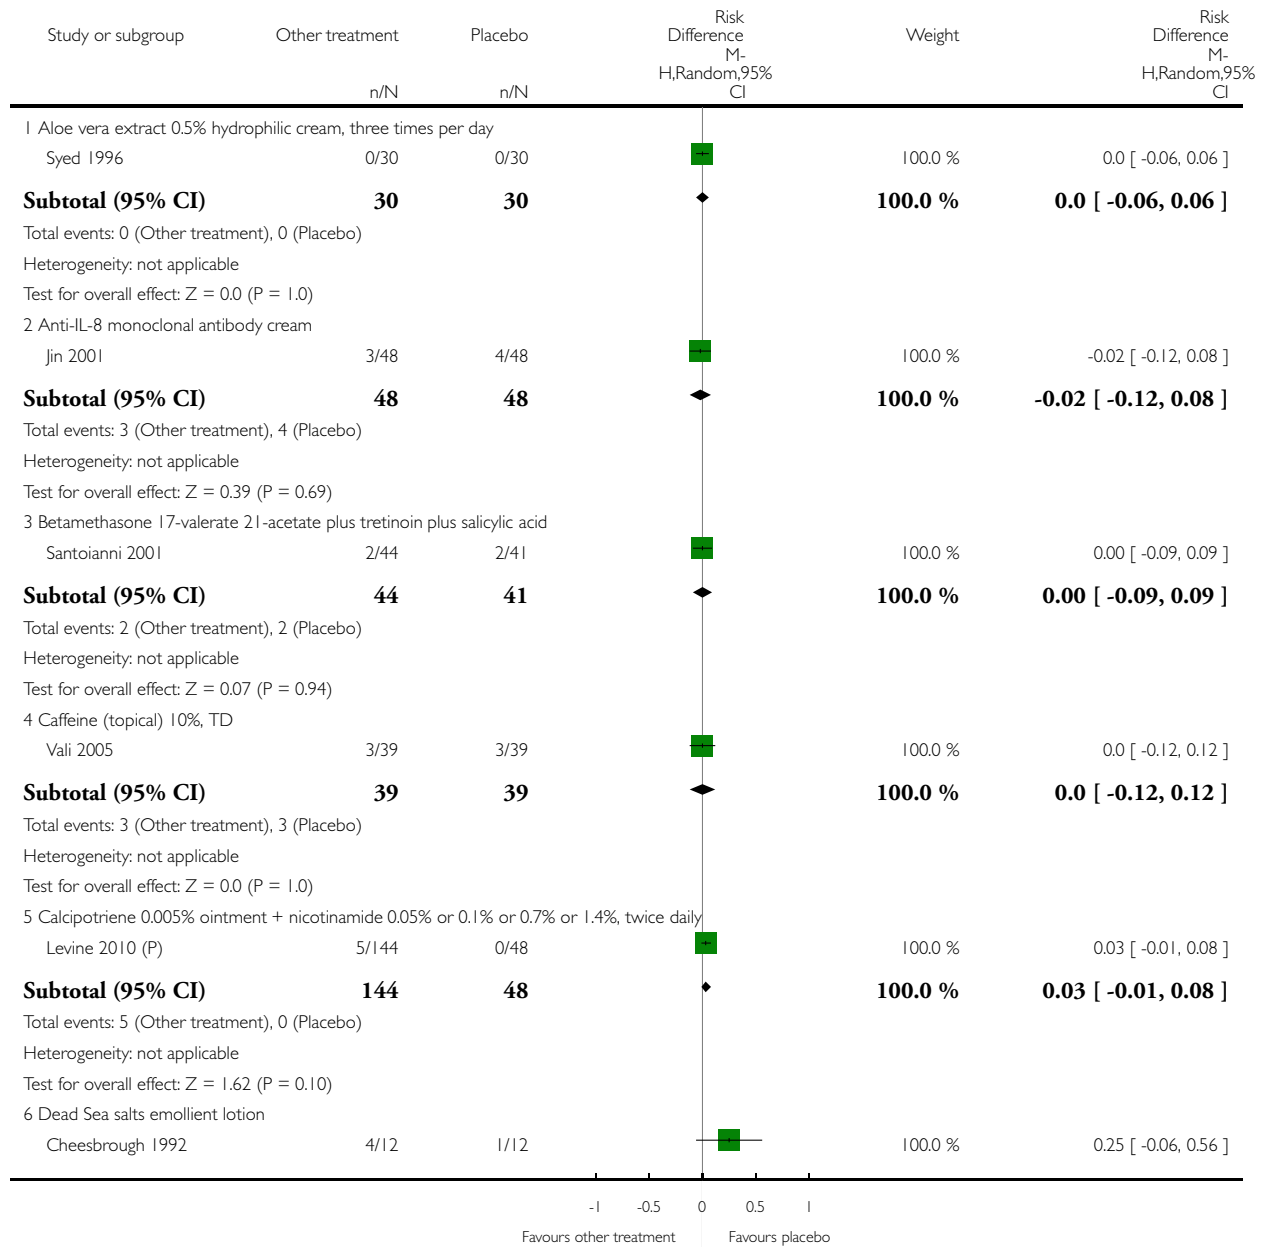 Study or subgroup Other treatment Placebo Risk Difference Weight Risk Difference
M-H,Random,95% CI M-H,Random,95% CI
n/N n/N
1 Aloe vera extract 0.5% hydrophilic cream, three times per day
Syed 1996 0/30 0/30 100.0 % 0.0 [ -0.06, 0.06 ]
Subtotal (95% CI) 30 30 100.0 % 0.0 [ -0.06, 0.06 ]
Total events: 0 (Other treatment), 0 (Placebo)
Heterogeneity: not applicable
Test for overall effect: Z = 0.0 (P = 1.0)
2 Anti-IL-8 monoclonal antibody cream
Jin 2001 3/48 4/48 100.0 % -0.02 [ -0.12, 0.08 ]
Subtotal (95% CI) 48 48 100.0 % -0.02 [ -0.12, 0.08 ]
Total events: 3 (Other treatment), 4 (Placebo)
Heterogeneity: not applicable
Test for overall effect: Z = 0.39 (P = 0.69)
3 Betamethasone 17-valerate 21-acetate plus tretinoin plus salicylic acid
Santoianni 2001 2/44 2/41 100.0 % 0.00 [ -0.09, 0.09 ]
Subtotal (95% CI) 44 41 100.0 % 0.00 [ -0.09, 0.09 ]
Total events: 2 (Other treatment), 2 (Placebo)
Heterogeneity: not applicable
Test for overall effect: Z = 0.07 (P = 0.94)
4 Caffeine (topical) 10%, TD
Vali 2005 3/39 3/39 100.0 % 0.0 [ -0.12, 0.12 ]
Subtotal (95% CI) 39 39 100.0 % 0.0 [ -0.12, 0.12 ]
Total events: 3 (Other treatment), 3 (Placebo)
Heterogeneity: not applicable
Test for overall effect: Z = 0.0 (P = 1.0)
5 Calcipotriene 0.005% ointment + nicotinamide 0.05% or 0.1% or 0.7% or 1.4%, twice daily
Levine 2010 (P) 5/144 0/48 100.0 % 0.03 [ -0.01, 0.08 ]
Subtotal (95% CI) 144 48 100.0 % 0.03 [ -0.01, 0.08 ]
Total events: 5 (Other treatment), 0 (Placebo)
Heterogeneity: not applicable
Test for overall effect: Z = 1.62 (P = 0.10)
6 Dead Sea salts emollient lotion
Cheesbrough 1992 4/12 1/12 100.0 % 0.25 [ -0.06, 0.56 ]
-1 -0.5 0 0.5 1
Favours other treatment Favours placebo